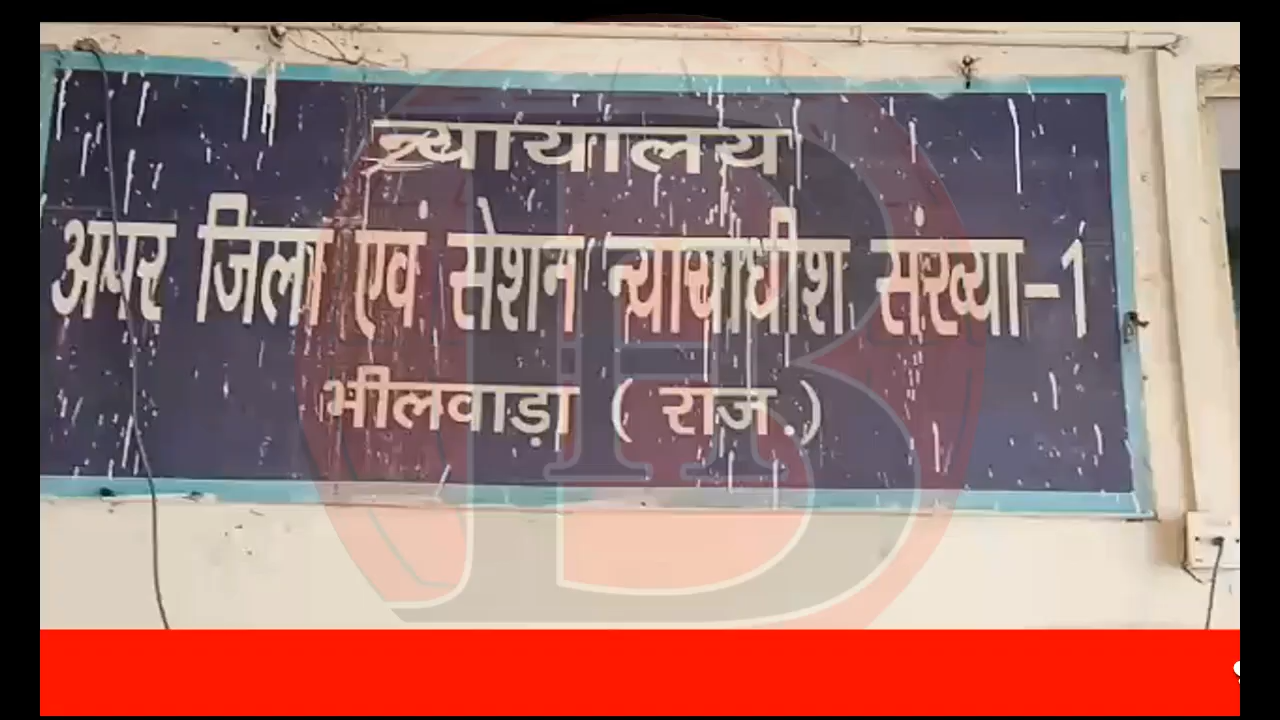 न्यायालय
अपर जिला एवं सेशन न्यायाधीश संख्या-1
भीलवाड़ा ( राज.)